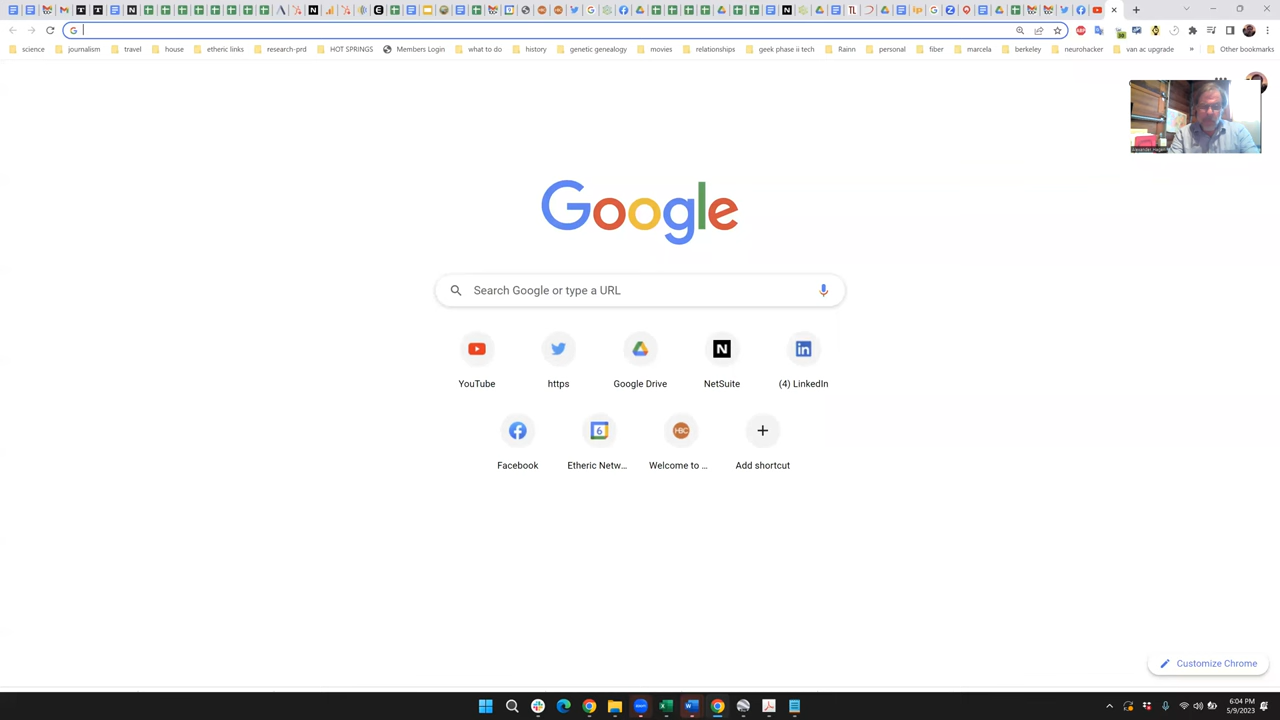 science journalism travel house etheric links research-prd HOT SPRINGS Members Login what to do history genetic genealogy movies relationships geek phase ii tech Rainn personal fiber marcela berkeley neurohacker van ac upgrade » Other bookmarks
Google
Search Google or type a URL
YouTube https Google Drive NetSuite (4) LinkedIn
Facebook Etheric Netw... Welcome to ... Add shortcut
Customize Chrome
6:04 PM
5/9/2023